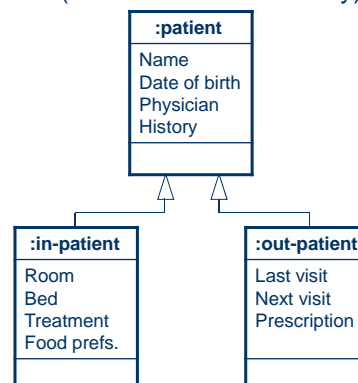 :patient
Name
Date of birth
Physician
History
:in-patient
Room
Bed
Treatment
Food prefs.
:out-patient
Last visit
Next visit
Prescription